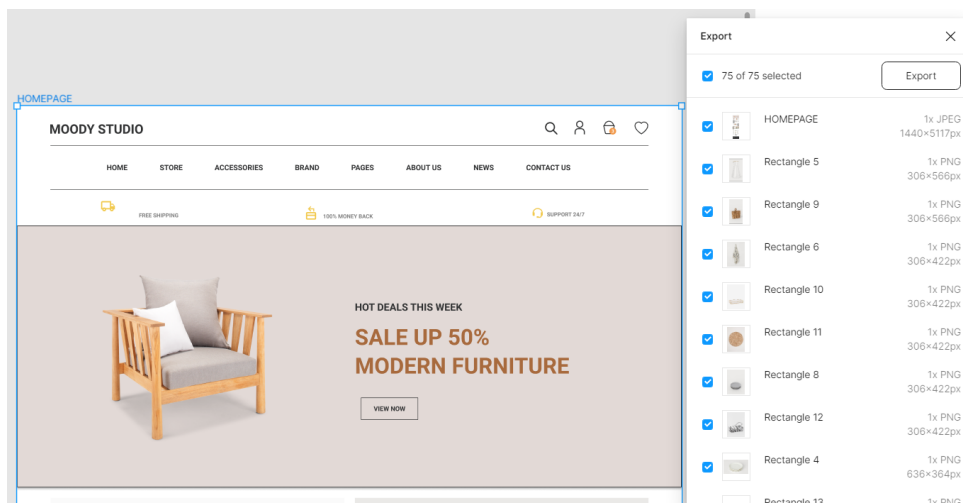 Export
75 of 75 selected
Export
HOMEPAGE
MOODY STUDIO
HOME STORE ACCESSORIES BRAND PAGES ABOUT US NEWS CONTACT US
FREE SHIPPING 100% MONEY BACK SUPPORT 24/7
HOT DEALS THIS WEEK
SALE UP 50%
MODERN FURNITURE
VIEW NOW
HOMEPAGE 1x JPEG
1440×5117px
Rectangle 5 1x PNG
306×566px
Rectangle 9 1x PNG
306×566px
Rectangle 6 1x PNG
306×422px
Rectangle 10 1x PNG
306×422px
Rectangle 11 1x PNG
306×422px
Rectangle 8 1x PNG
306×422px
Rectangle 12 1x PNG
306×422px
Rectangle 4 1x PNG
636×364px
Rectangle 13 1x PNG